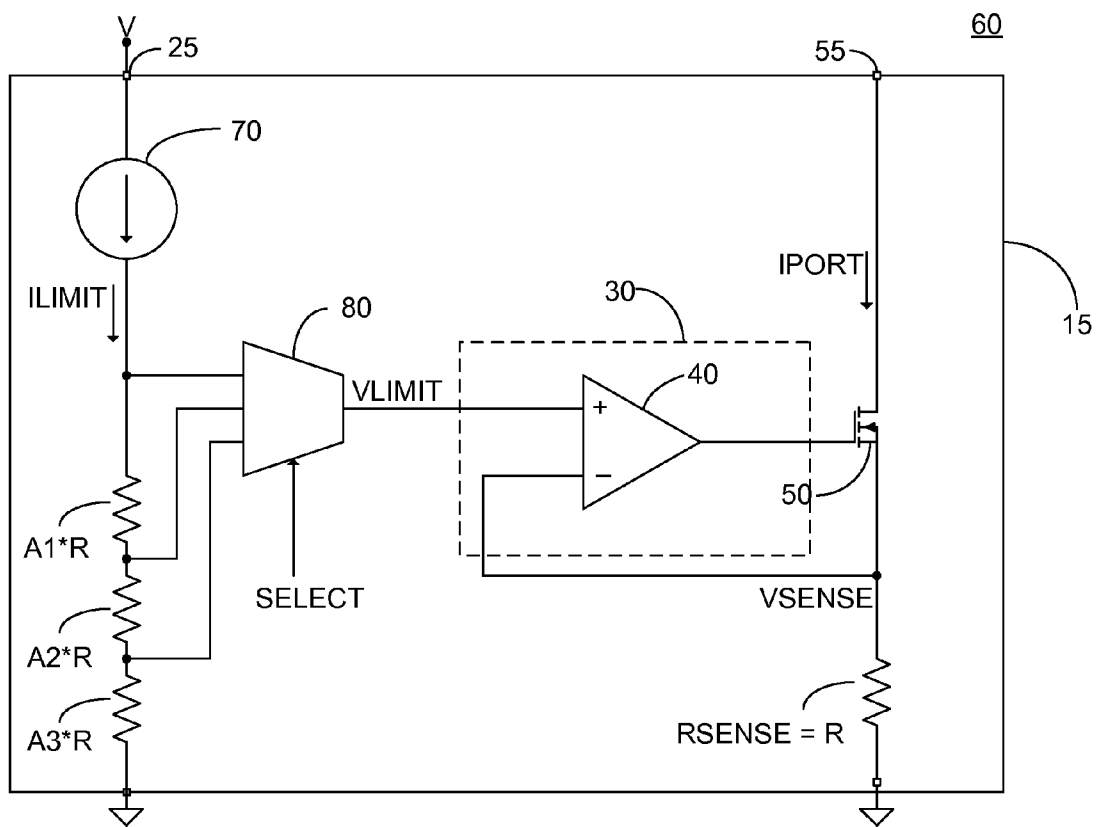 60
V
25
55
70
ILIMIT
IPORT
15
80
30
VLIMIT
40
+
−
50
A1*R
SELECT
VSENSE
A2*R
A3*R
RSENSE = R